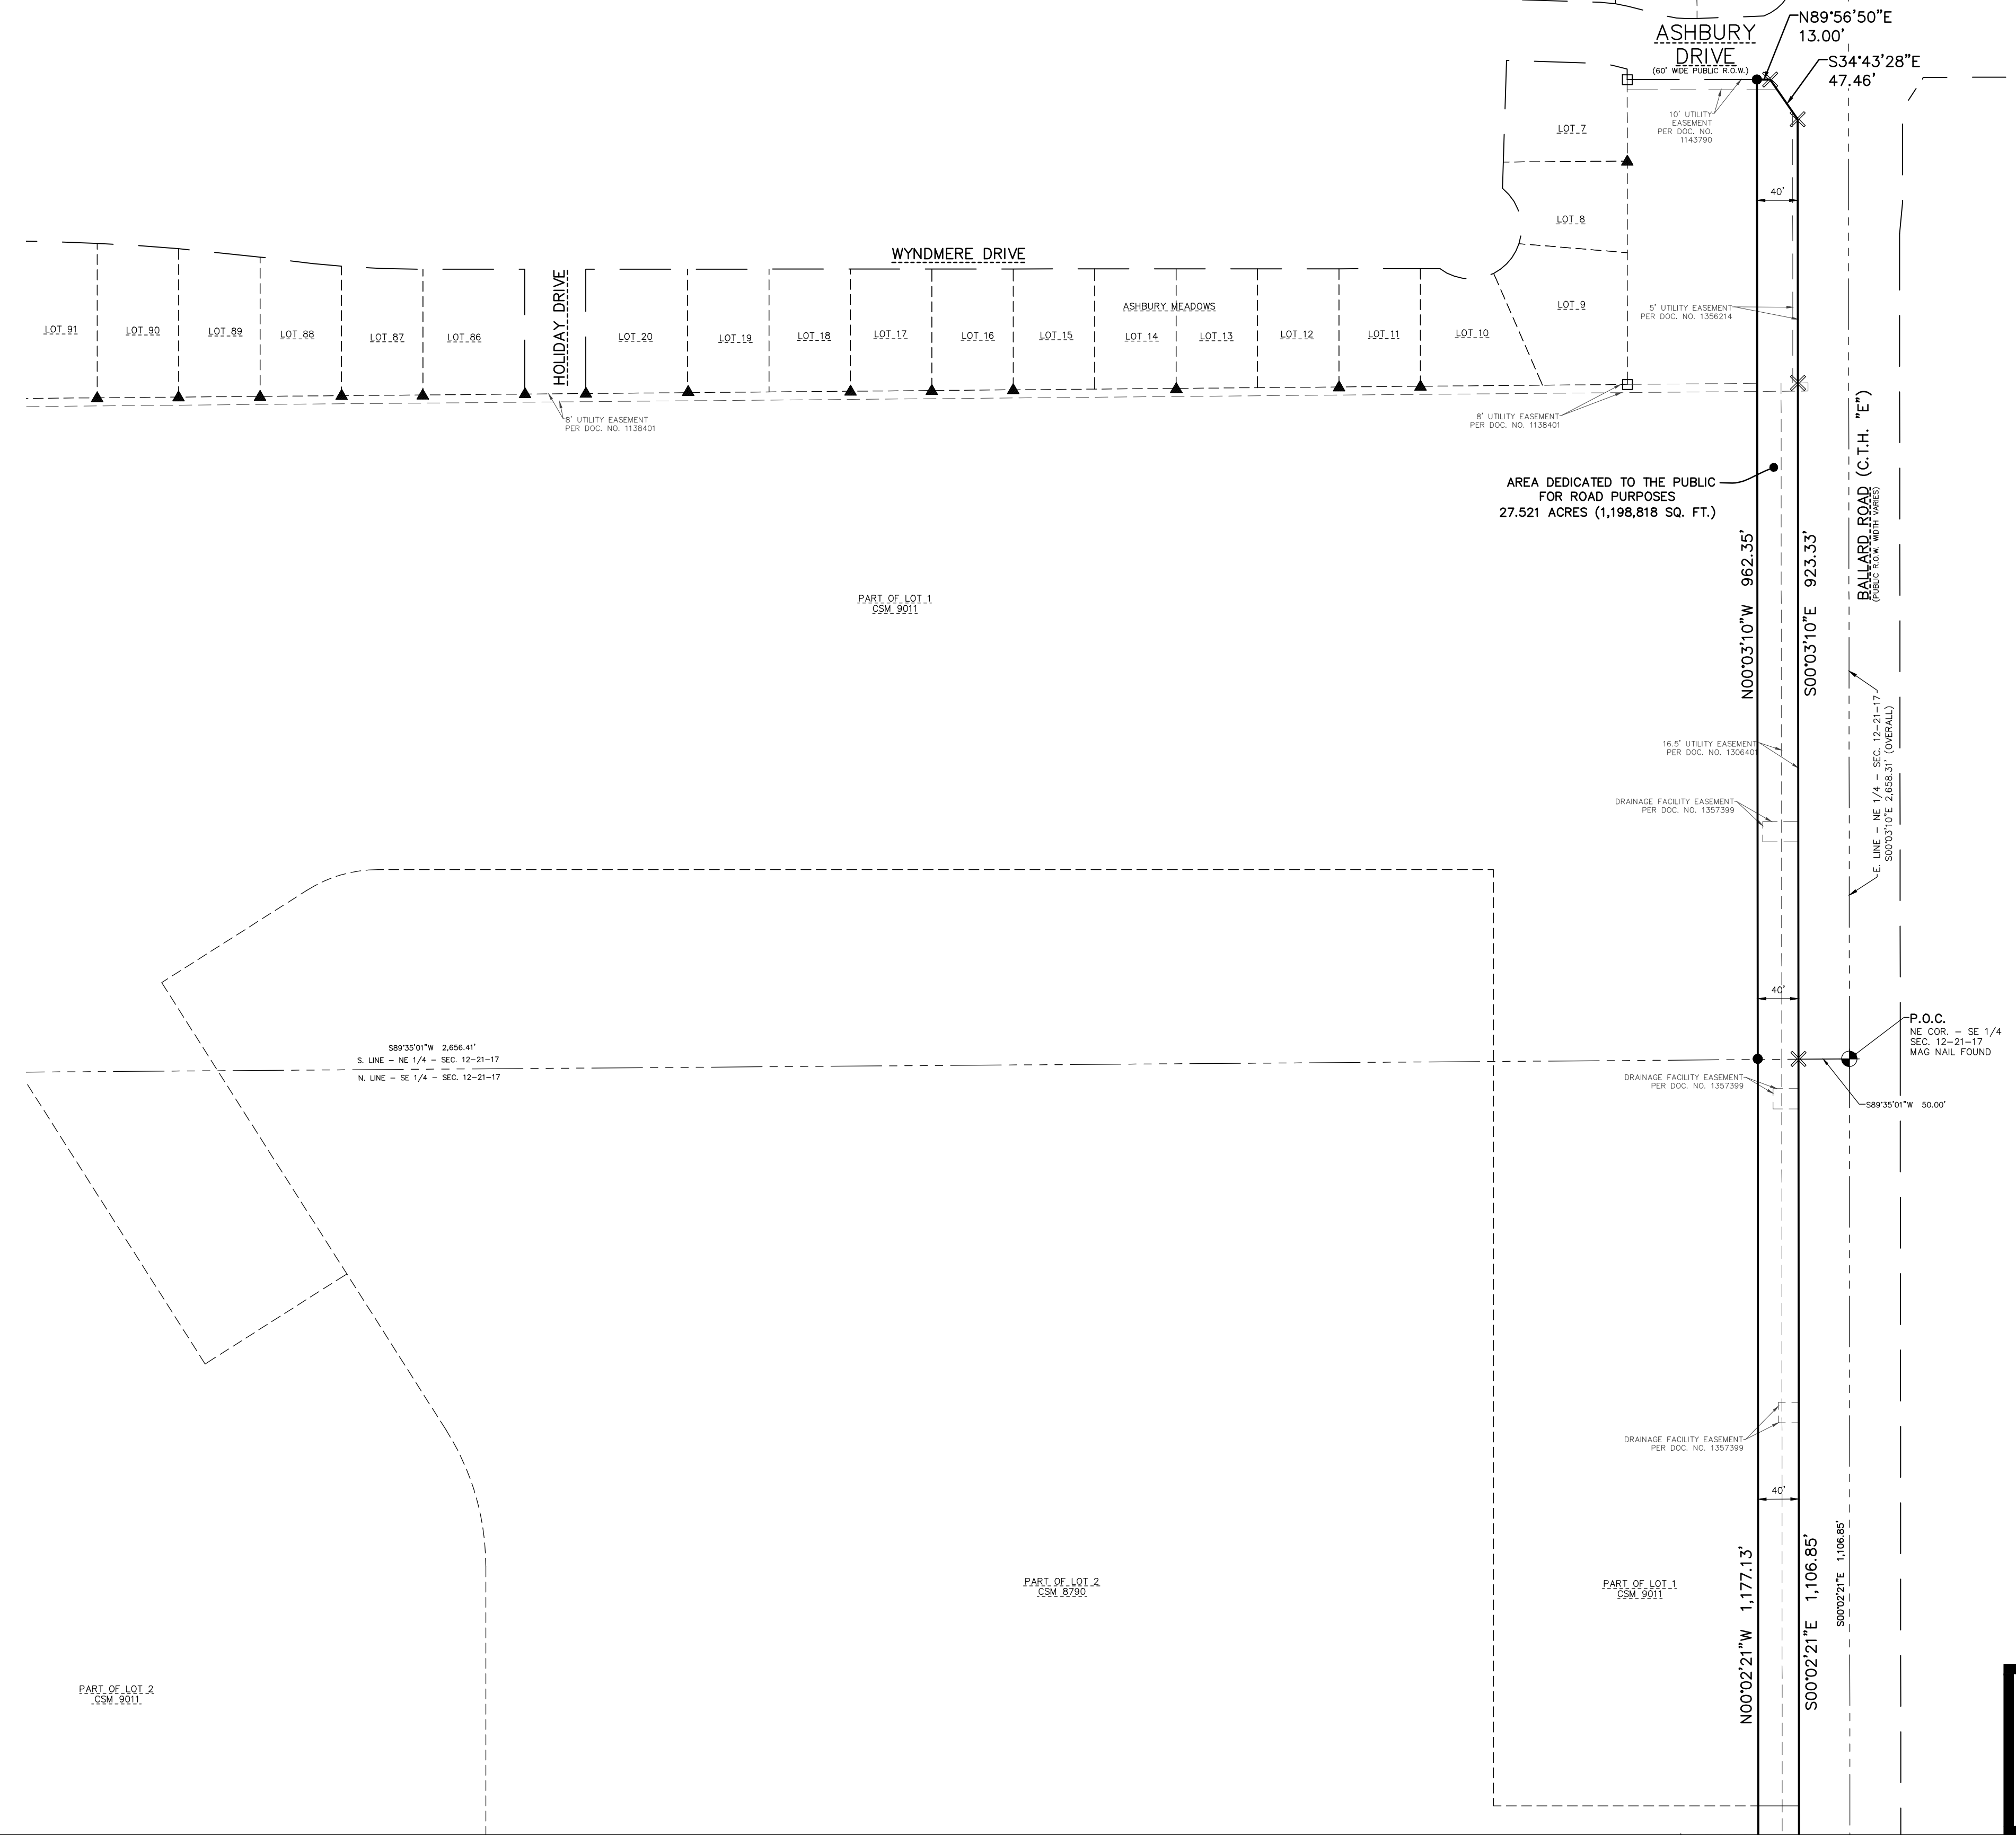 N89°56'50"E
13.00'
ASHBURY
DRIVE
(60' WIDE PUBLIC R.O.W.)
S34°43'28"E
47.46'
10' UTILITY
EASEMENT
PER DOC. NO.
1143790
LOT 7
40'
LOT 8
WYNDMERE DRIVE
HOLIDAY DRIVE
ASHBURY MEADOWS
LOT 9
5' UTILITY EASEMENT
PER DOC. NO. 1356214
LOT 91
LOT 90
LOT 89
LOT 88
LOT 87
LOT 86
LOT 20
LOT 19
LOT 18
LOT 17
LOT 16
LOT 15
LOT 14
LOT 13
LOT 12
LOT 11
LOT 10
8' UTILITY EASEMENT
PER DOC. NO. 1138401
8' UTILITY EASEMENT
PER DOC. NO. 1138401
BALLARD ROAD (C.T.H. "E")
(PUBLIC R.O.W. WIDTH VARIES)
AREA DEDICATED TO THE PUBLIC
FOR ROAD PURPOSES
27.521 ACRES (1,198,818 SQ. FT.)
N00°03'10"W 962.35'
S00°03'10"E 923.33'
PART OF LOT 1
CSM 9011
E. LINE - NE 1/4 - SEC. 12-21-17
S00°03'10"E 2,658.31' (OVERALL)
16.5' UTILITY EASEMENT
PER DOC. NO. 1306401
DRAINAGE FACILITY EASEMENT
PER DOC. NO. 1357399
40'
P.O.C.
NE COR. - SE 1/4
SEC. 12-21-17
MAG NAIL FOUND
S89°35'01"W 2,656.41'
S. LINE - NE 1/4 - SEC. 12-21-17
N. LINE - SE 1/4 - SEC. 12-21-17
DRAINAGE FACILITY EASEMENT
PER DOC. NO. 1357399
S89°35'01"W 50.00'
DRAINAGE FACILITY EASEMENT
PER DOC. NO. 1357399
40'
N00°02'21"W 1,177.13'
S00°02'21"E 1,106.85'
S00°02'21"E 1,106.85'
PART OF LOT 2
CSM 8790
PART OF LOT 1
CSM 9011
PART OF LOT 2
CSM 9011